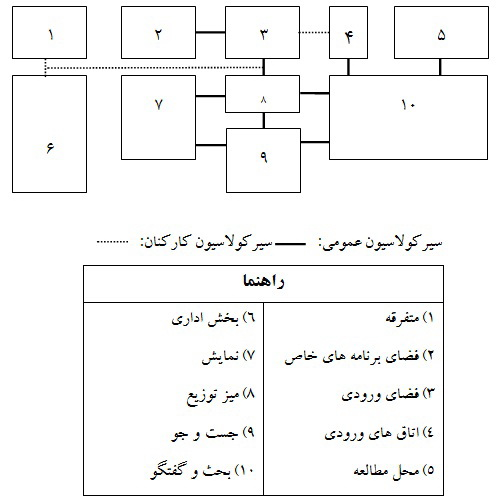 ۱ ۲ ۳ ۴ ۵
۶ ۷ ۸ ۹ ۱۰
سیرکولاسیون عمومی: سیرکولاسیون کارکنان:
راهنما
۱) متفرقه ۶) بخش اداری
۲) فضای برنامه های خاص ۷) نمایش
۳) فضای ورودی ۸) میز توزیع
٤) اتاق های ورودی ۹) جست و جو
۵) محل مطالعه ۱۰) بحث و گفتگو